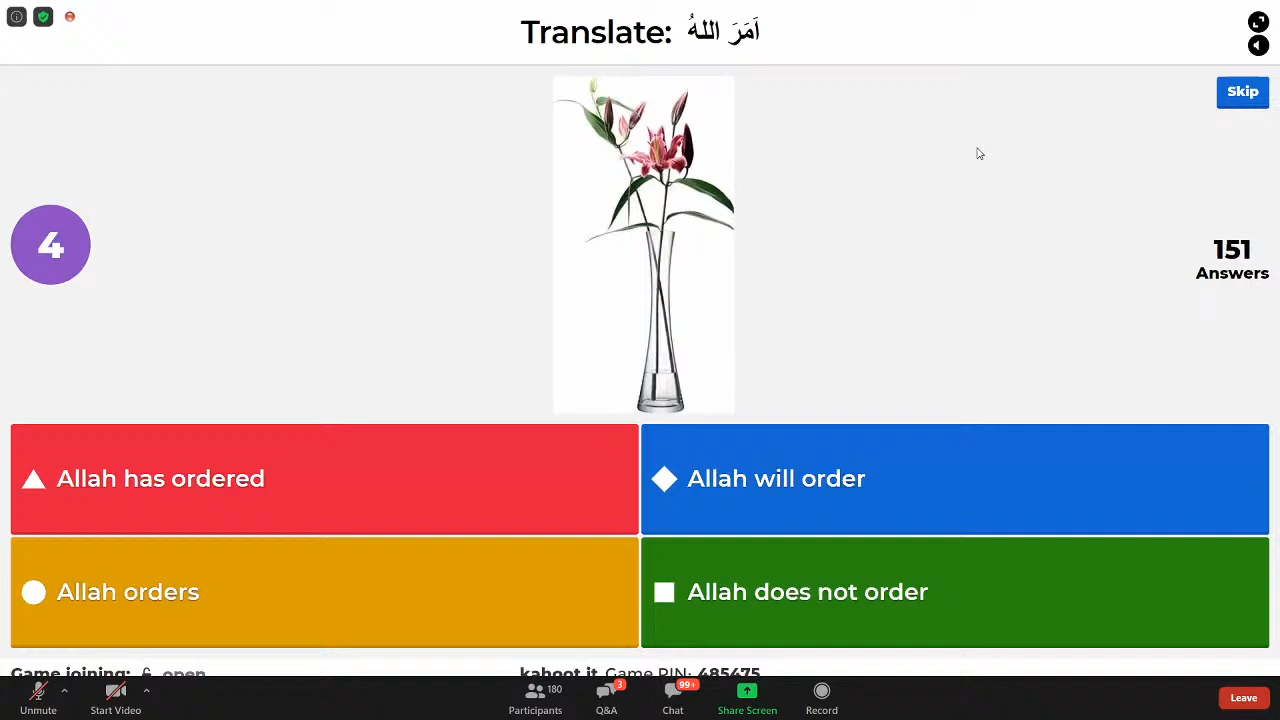 Translate: اَمَرَ اللهُ
Skip
4
151
Answers
Allah has ordered
Allah will order
Allah orders
Allah does not order
Game joining: open
kahoot.it Game PIN: 485475
Unmute
Start Video
Participants 180
Q&A 3
Chat 99+
Share Screen
Record
Leave